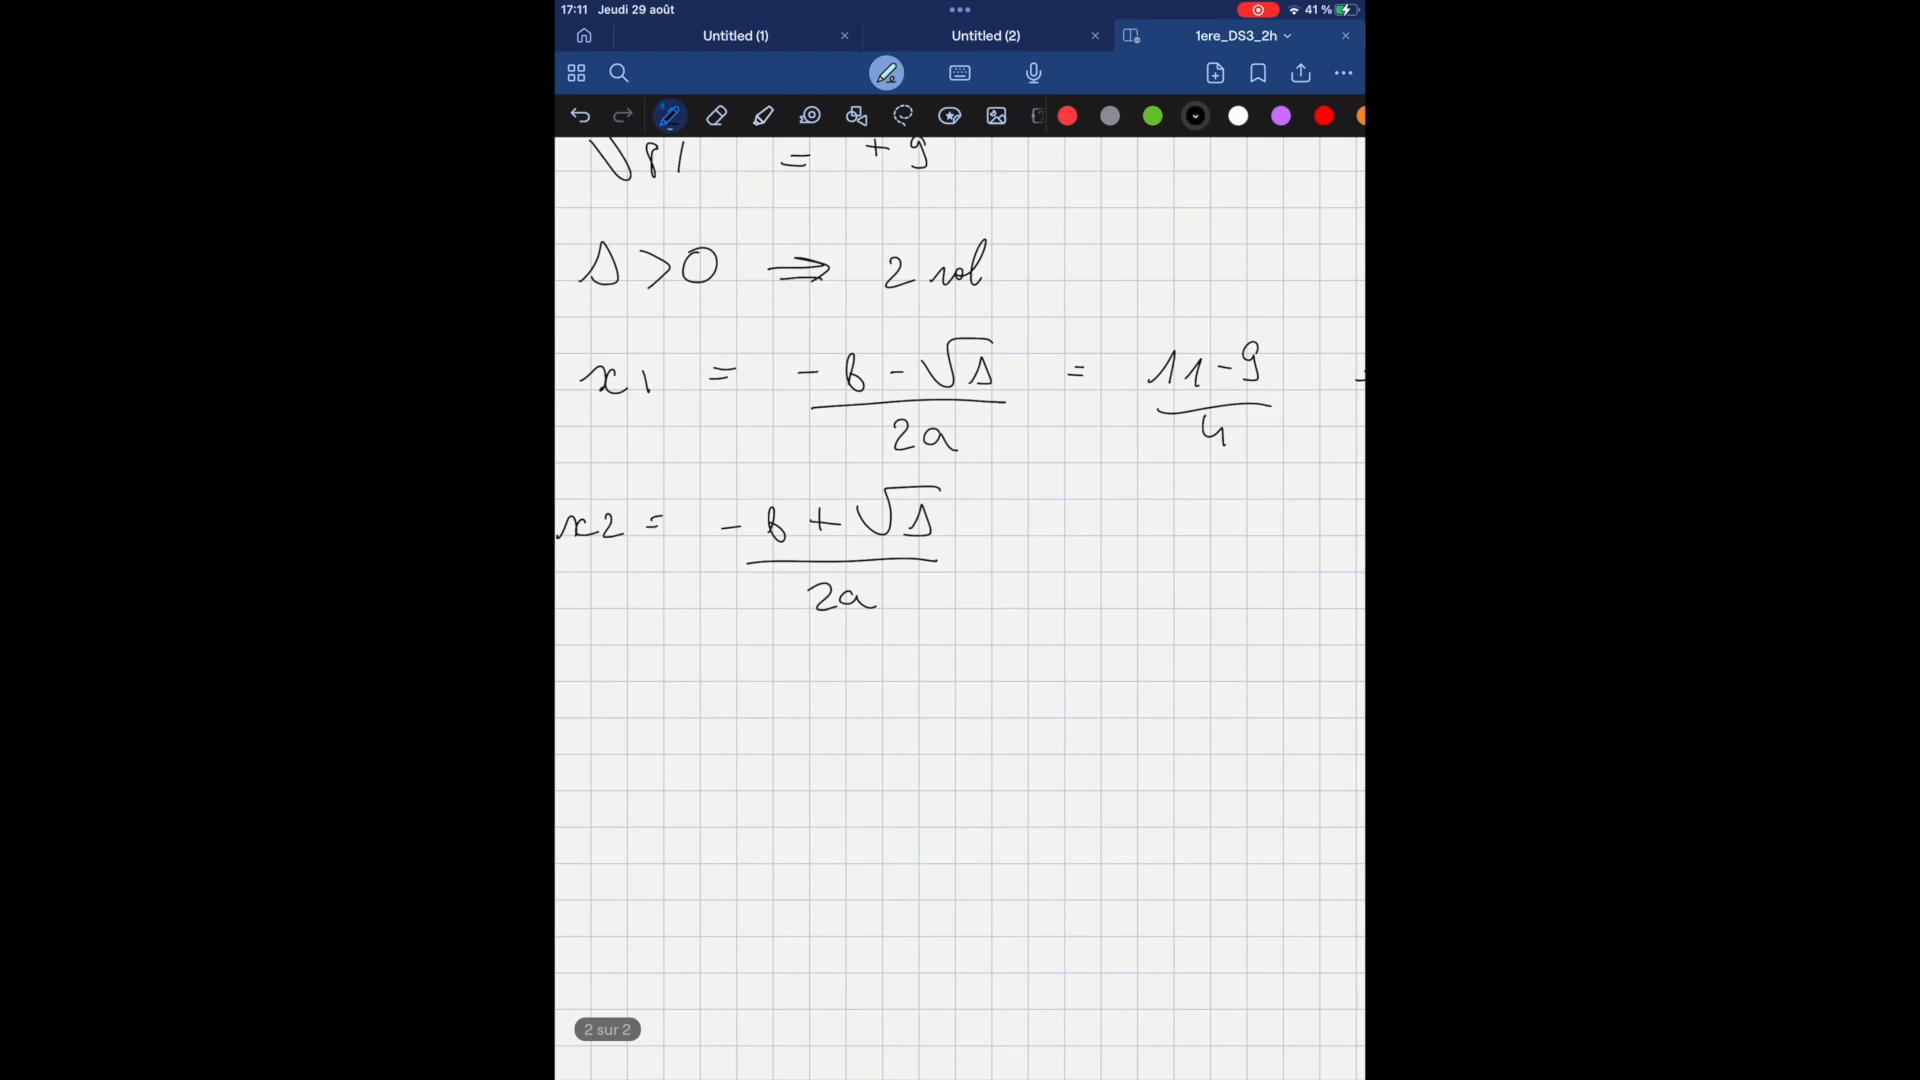 17:11 Jeudi 29 août 41 %
Untitled (1) Untitled (2) 1ere_DS3_2h
√81 = + 9
Δ > 0 ⇒ 2 sol
x1 = (-b - √Δ) / 2a = (11 - 9) / 4 =
x2 = (-b + √Δ) / 2a
2 sur 2